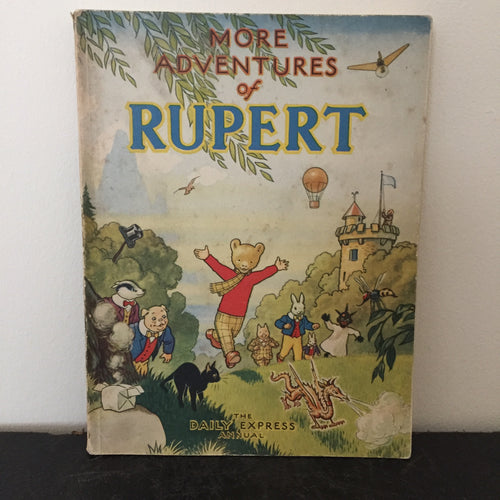 MORE
ADVENTURES
of
RUPERT
THE
DAILY EXPRESS
ANNUAL